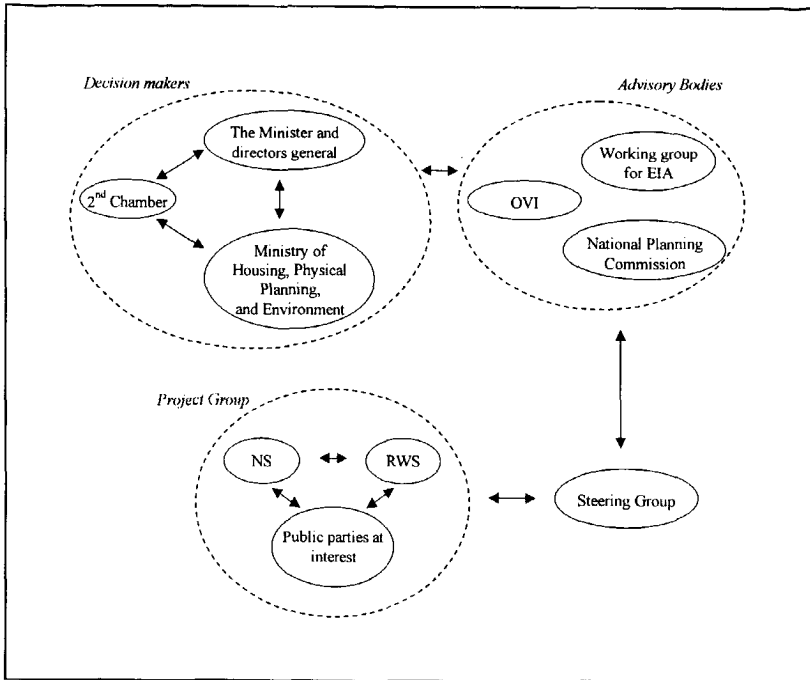 Decision makers
The Minister and
directors general
2nd Chamber
Ministry of
Housing, Physical
Planning,
and Environment
Advisory Bodies
Working group
for EIA
OVI
National Planning
Commission
Project Group
NS
RWS
Public parties at
interest
Steering Group